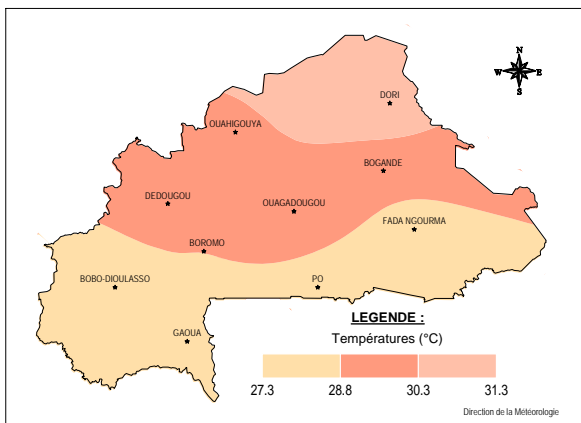 N
W E
S
DORI
OUAHIGOUYA
BOGANDE
DEDOUGOU
OUAGADOUGOU
FADA NGOURMA
BOROMO
BOBO-DIOULASSO
PO
GAOUA
LEGENDE :
Températures (°C)
27.3 28.8 30.3 31.3
Direction de la Météorologie